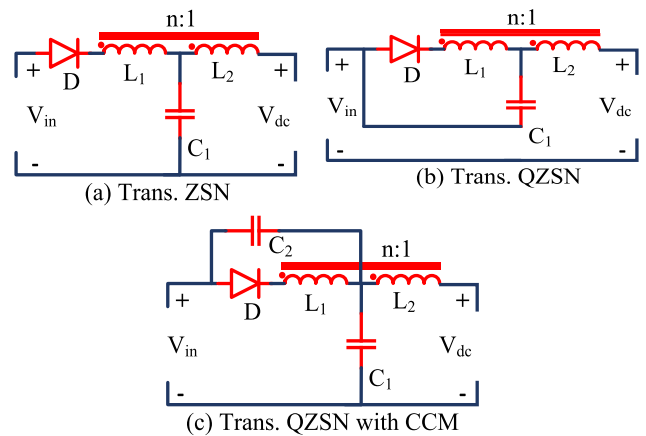 n:1
+ D L₁ L₂ +
Vin Vdc
C₁
- -
(a) Trans. ZSN
n:1
+ D L₁ L₂ +
Vin Vdc
C₁
- -
(b) Trans. QZSN
C₂ n:1
+ D L₁ L₂ +
Vin Vdc
C₁
- -
(c) Trans. QZSN with CCM